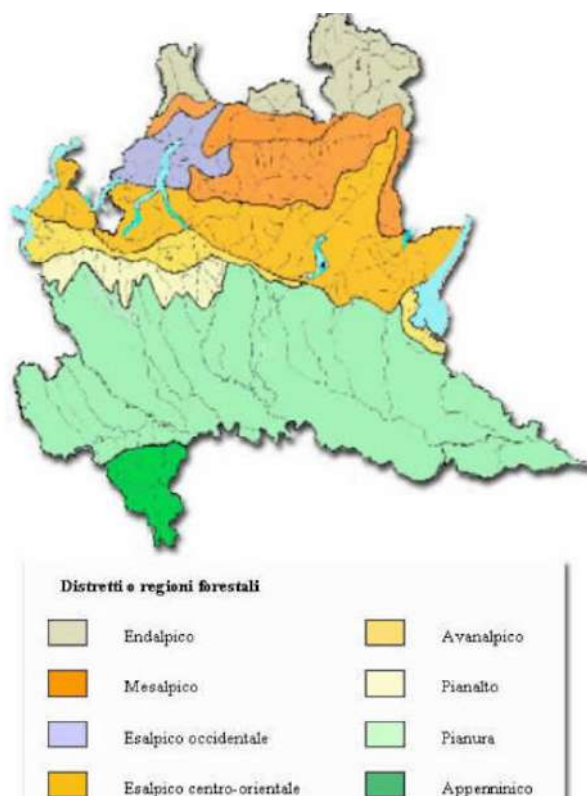 Distretti o regioni forestali
Endalpico
Avanalpico
Mesalpico
Pianalto
Esalpico occidentale
Pianura
Esalpico centro-orientale
Appenninico